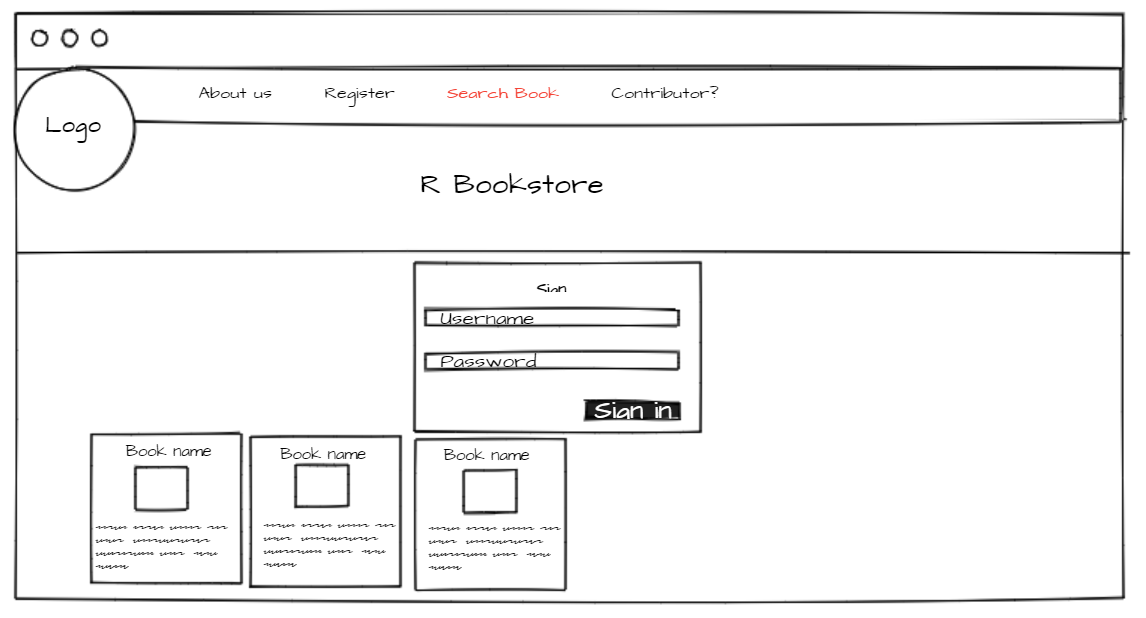 About us Register Search Book Contributor?
Logo
R Bookstore
Sign
Username
Password
Sign in
Book name Book name Book name